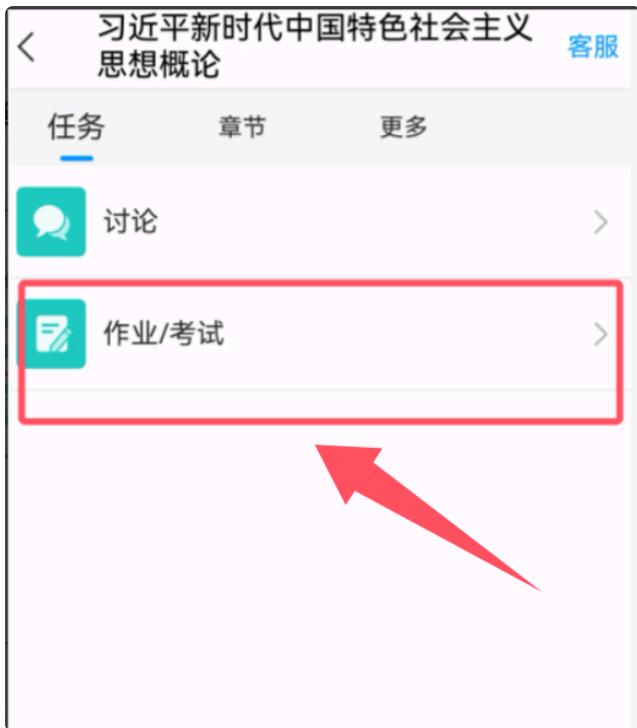 习近平新时代中国特色社会主义
思想概论
客服
任务 章节 更多
讨论
作业/考试